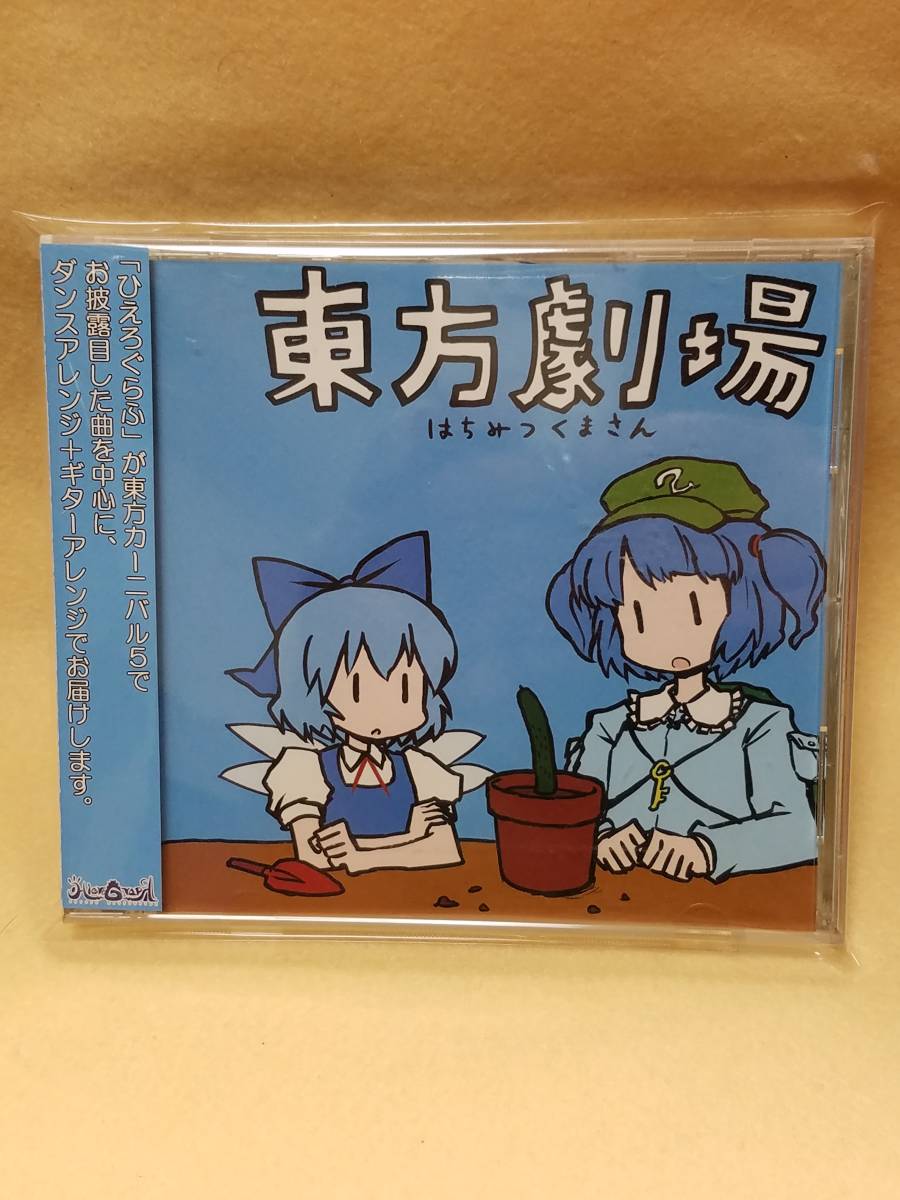 東方劇場
はちみつくまさん
「ひえろぐらふ」が東方カーニバル5で
お披露目した曲を中心に、
ダンスアレンジ＋ギターアレンジでお届けします。